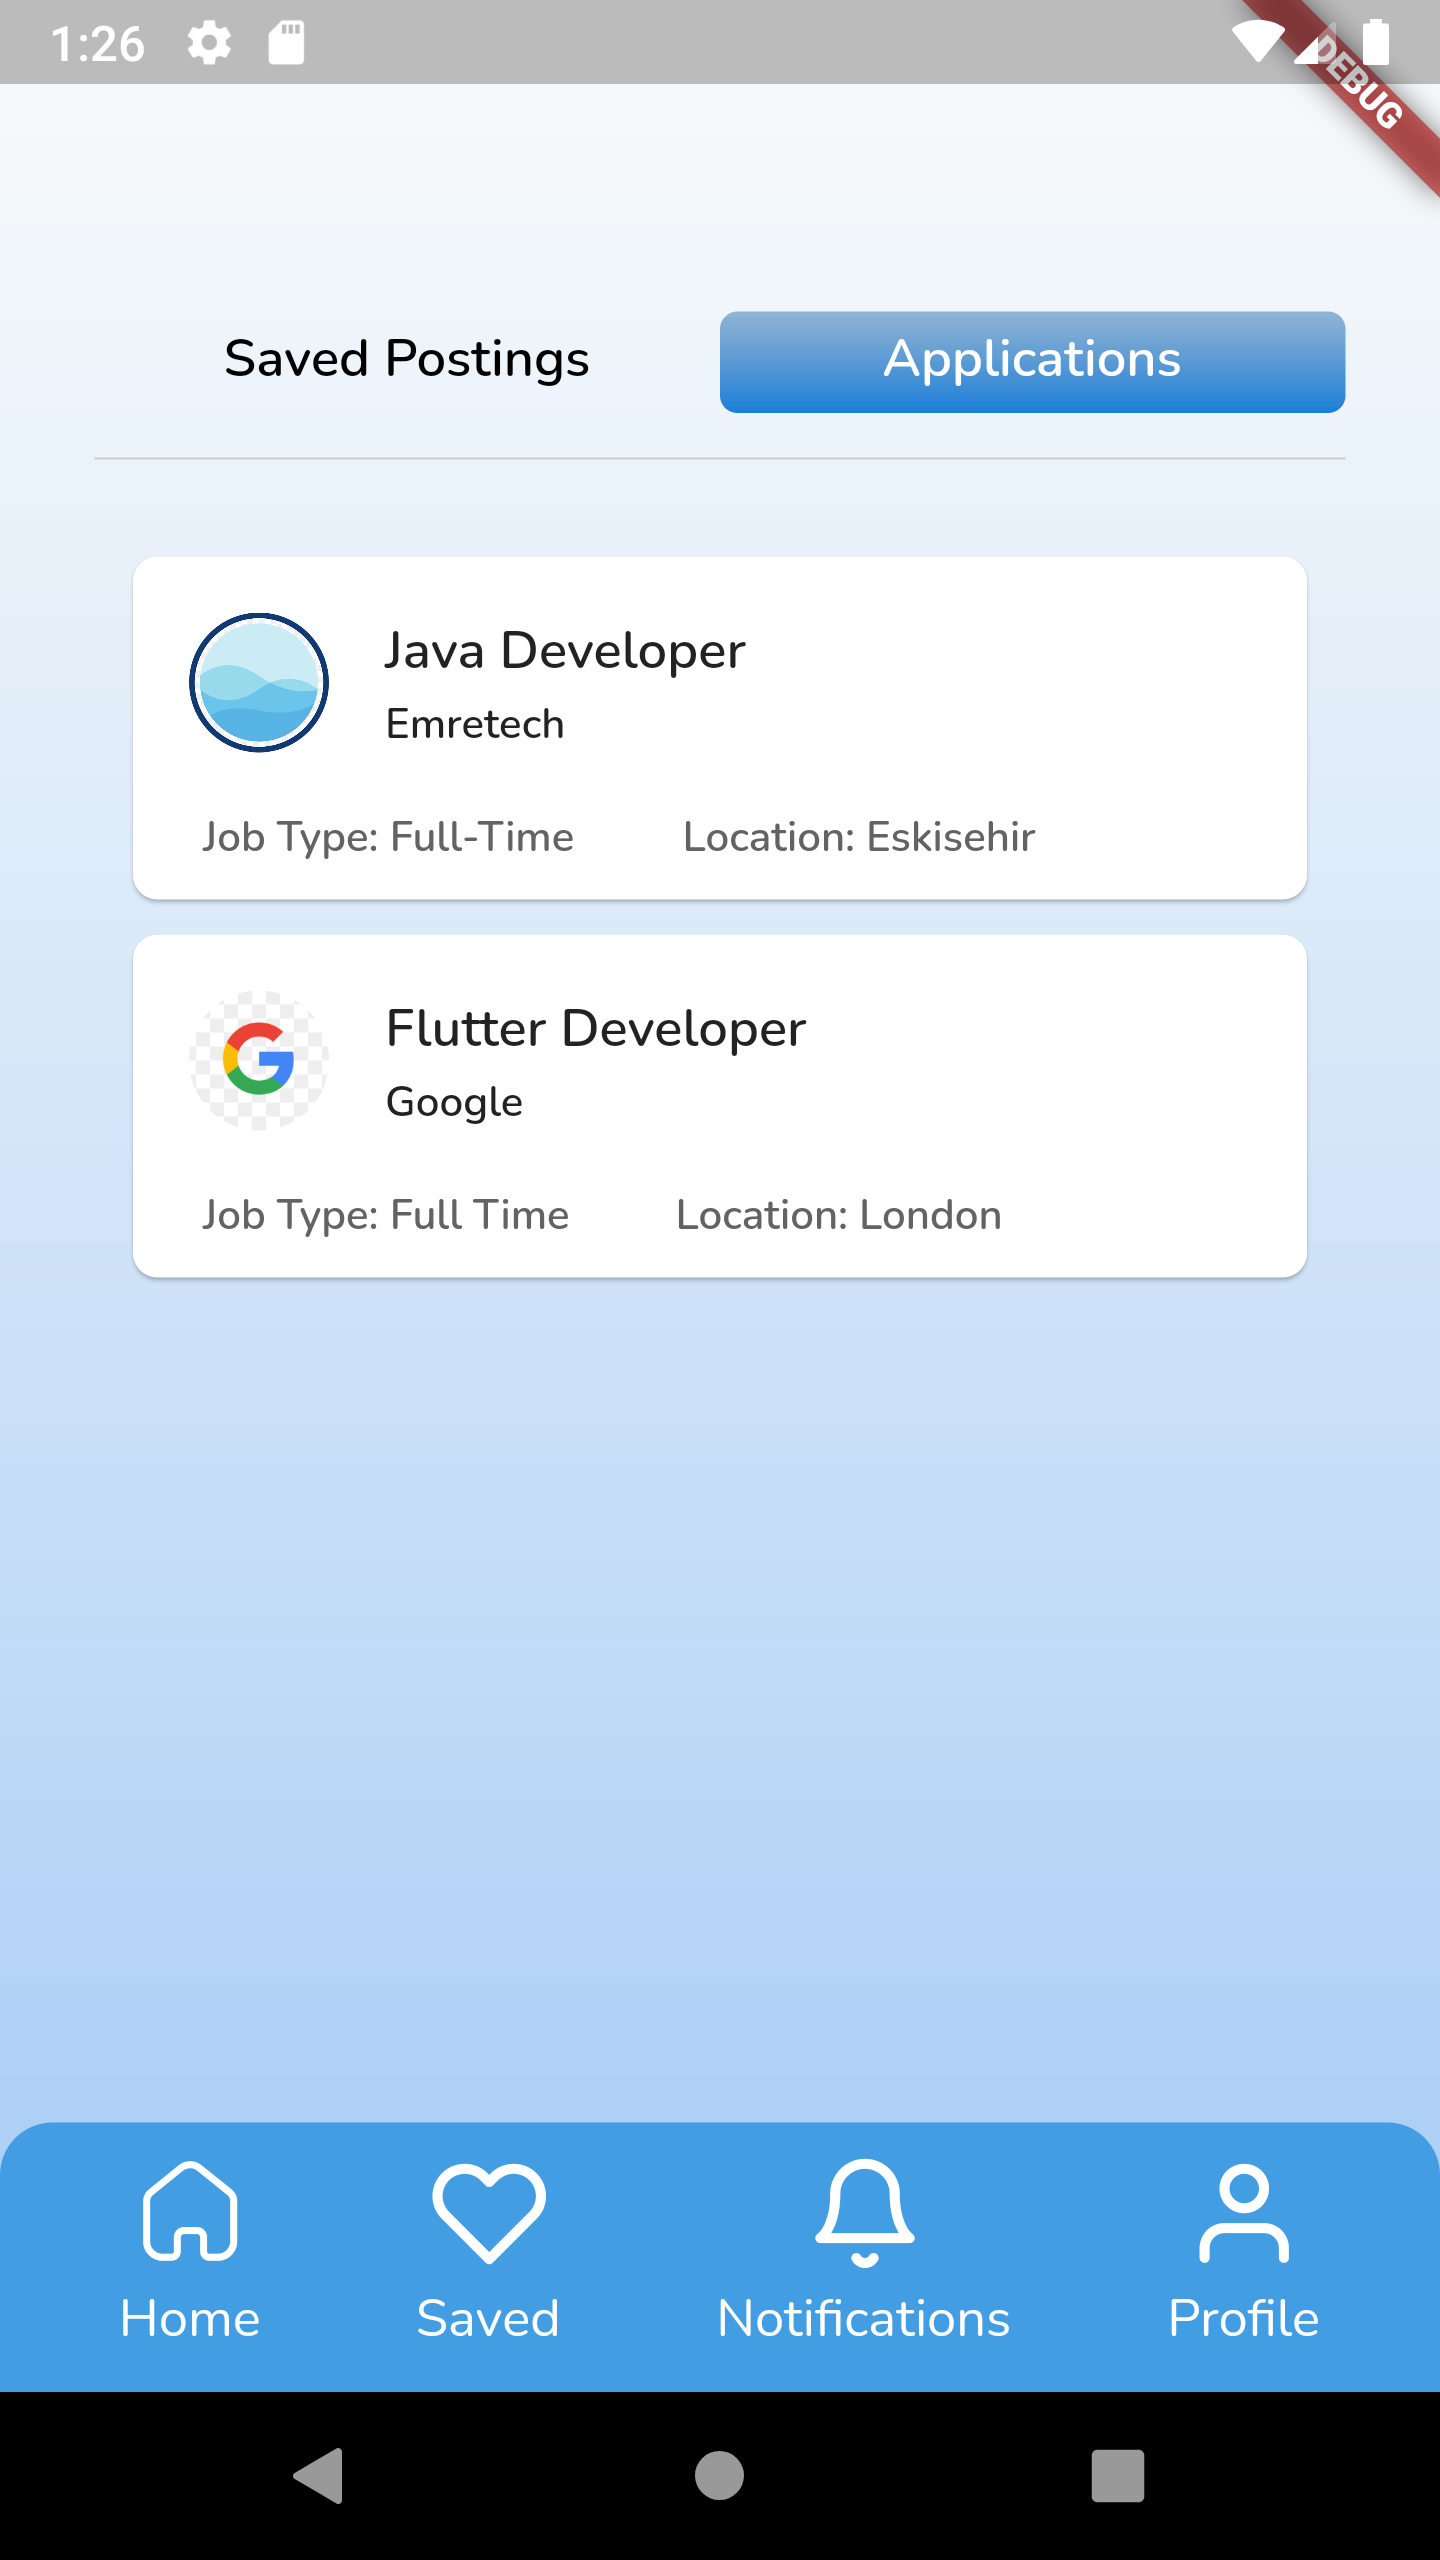 1:26
DEBUG
Saved Postings Applications
Java Developer
Emretech
Job Type: Full-Time Location: Eskisehir
Flutter Developer
Google
Job Type: Full Time Location: London
Home Saved Notifications Profile